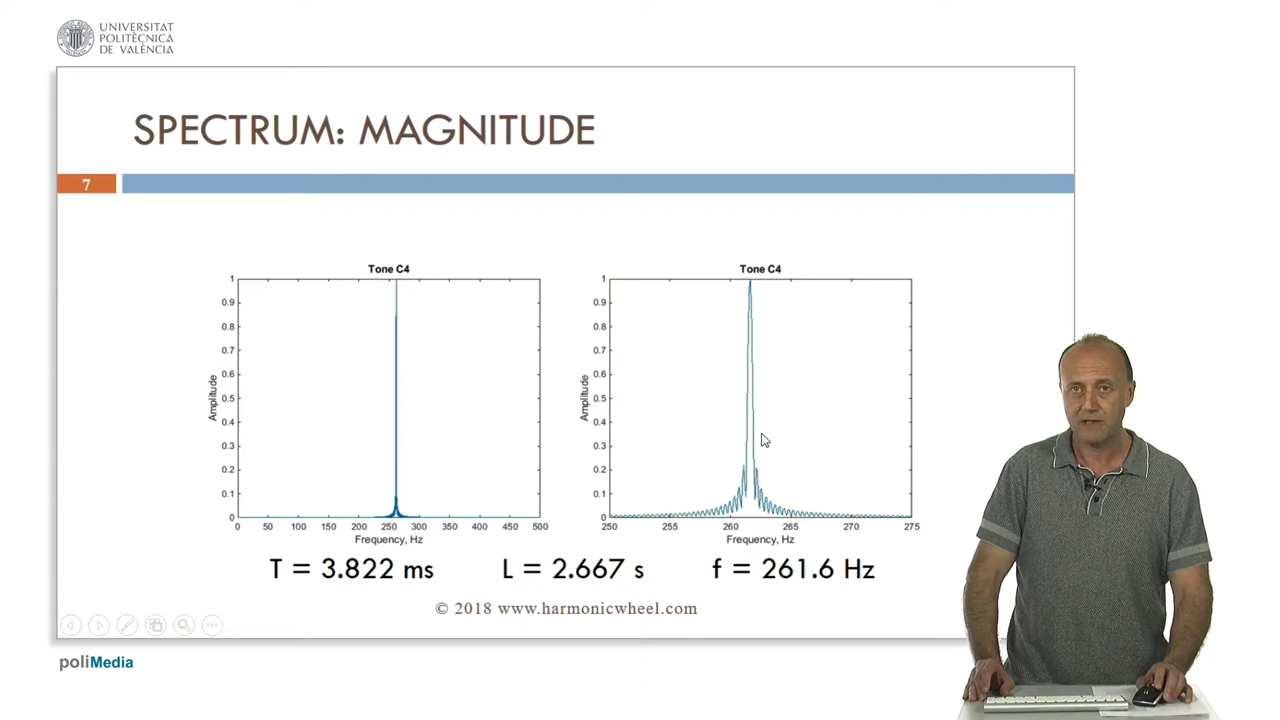 UNIVERSITAT
POLITÈCNICA
DE VALÈNCIA
SPECTRUM: MAGNITUDE
7
Tone C4
1
0.9
0.8
0.7
0.6
0.5
0.4
0.3
0.2
0.1
0
Amplitude
0 50 100 150 200 250 300 350 400 450 500
Frequency, Hz
Tone C4
1
0.9
0.8
0.7
0.6
0.5
0.4
0.3
0.2
0.1
0
Amplitude
250 255 260 265 270 275
Frequency, Hz
T = 3.822 ms L = 2.667 s f = 261.6 Hz
© 2018 www.harmonicwheel.com
poliMedia